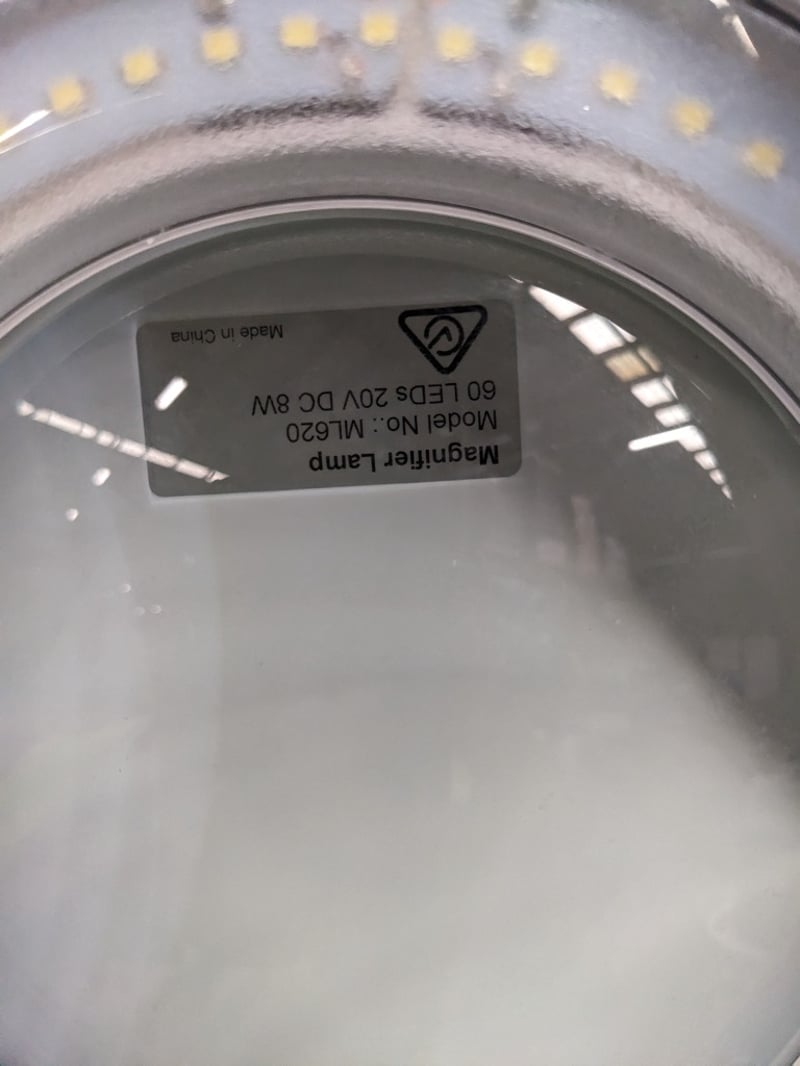 Magnifier Lamp
Model No.: ML620
60 LEDs 20V DC 8W
Made in China